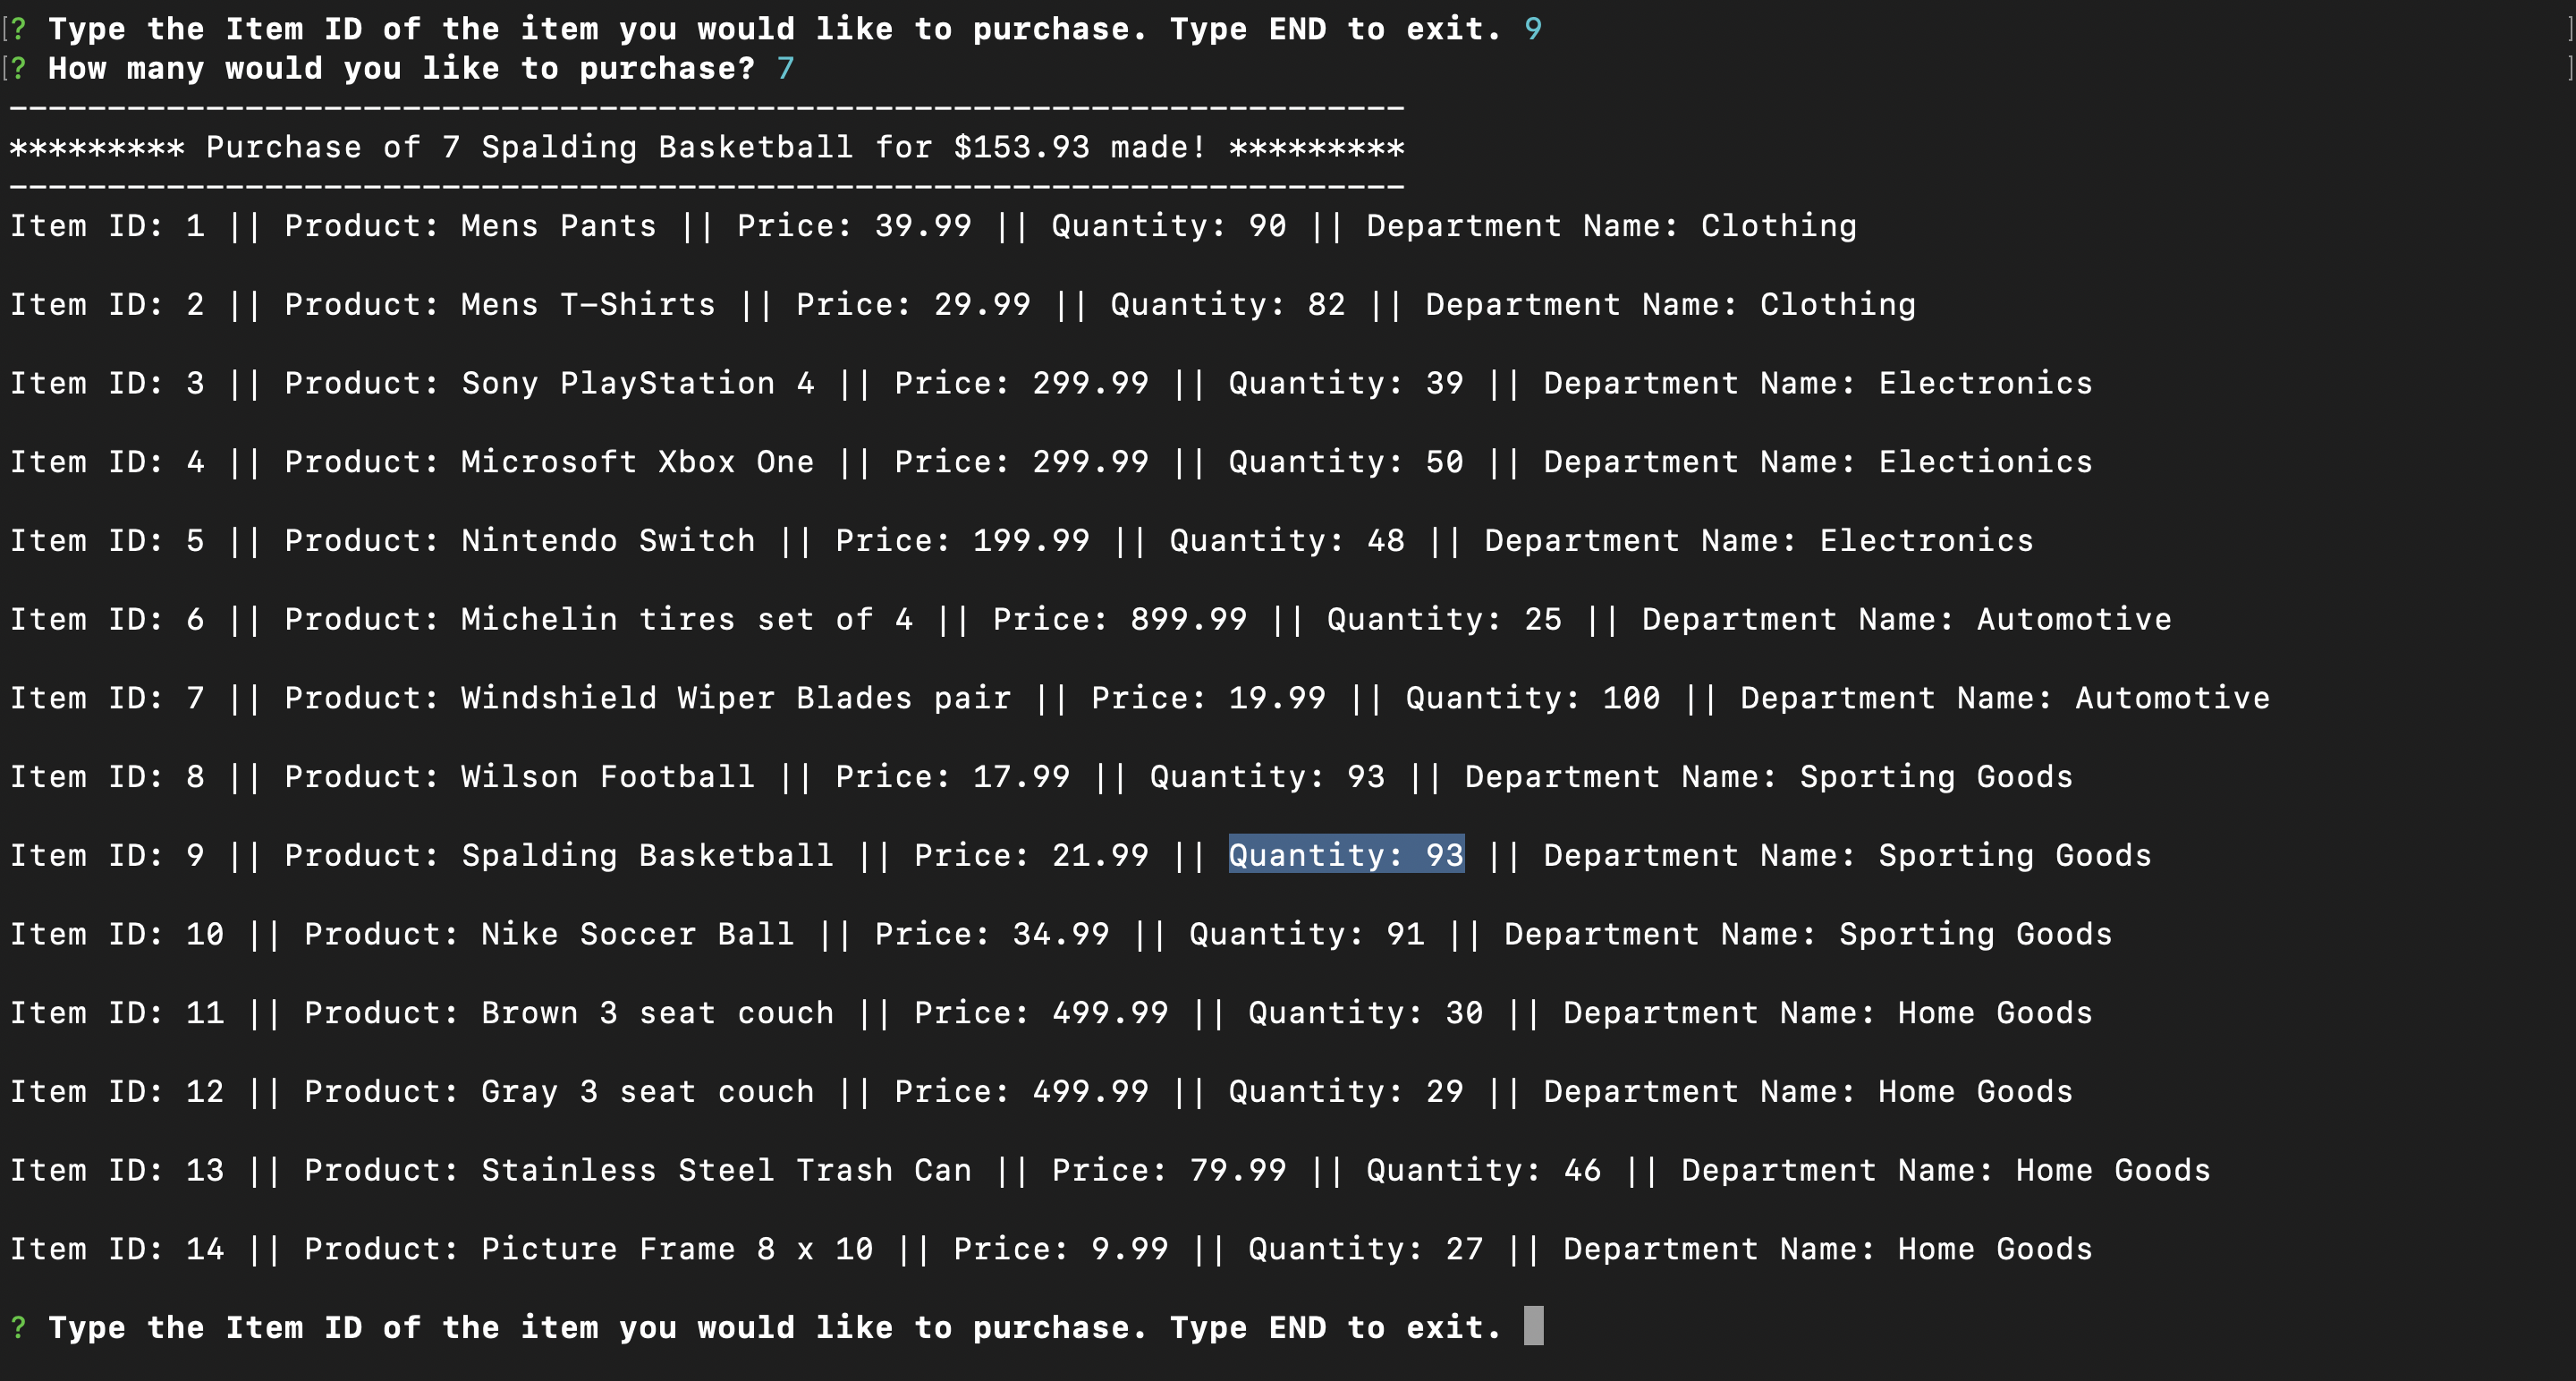 [? Type the Item ID of the item you would like to purchase. Type END to exit. 9 ]
[? How many would you like to purchase? 7 ]
-----------------------------------------------------------------------
********* Purchase of 7 Spalding Basketball for $153.93 made! *********
-----------------------------------------------------------------------
Item ID: 1 || Product: Mens Pants || Price: 39.99 || Quantity: 90 || Department Name: Clothing
Item ID: 2 || Product: Mens T-Shirts || Price: 29.99 || Quantity: 82 || Department Name: Clothing
Item ID: 3 || Product: Sony PlayStation 4 || Price: 299.99 || Quantity: 39 || Department Name: Electronics
Item ID: 4 || Product: Microsoft Xbox One || Price: 299.99 || Quantity: 50 || Department Name: Electionics
Item ID: 5 || Product: Nintendo Switch || Price: 199.99 || Quantity: 48 || Department Name: Electronics
Item ID: 6 || Product: Michelin tires set of 4 || Price: 899.99 || Quantity: 25 || Department Name: Automotive
Item ID: 7 || Product: Windshield Wiper Blades pair || Price: 19.99 || Quantity: 100 || Department Name: Automotive
Item ID: 8 || Product: Wilson Football || Price: 17.99 || Quantity: 93 || Department Name: Sporting Goods
Item ID: 9 || Product: Spalding Basketball || Price: 21.99 || Quantity: 93 || Department Name: Sporting Goods
Item ID: 10 || Product: Nike Soccer Ball || Price: 34.99 || Quantity: 91 || Department Name: Sporting Goods
Item ID: 11 || Product: Brown 3 seat couch || Price: 499.99 || Quantity: 30 || Department Name: Home Goods
Item ID: 12 || Product: Gray 3 seat couch || Price: 499.99 || Quantity: 29 || Department Name: Home Goods
Item ID: 13 || Product: Stainless Steel Trash Can || Price: 79.99 || Quantity: 46 || Department Name: Home Goods
Item ID: 14 || Product: Picture Frame 8 x 10 || Price: 9.99 || Quantity: 27 || Department Name: Home Goods
? Type the Item ID of the item you would like to purchase. Type END to exit.